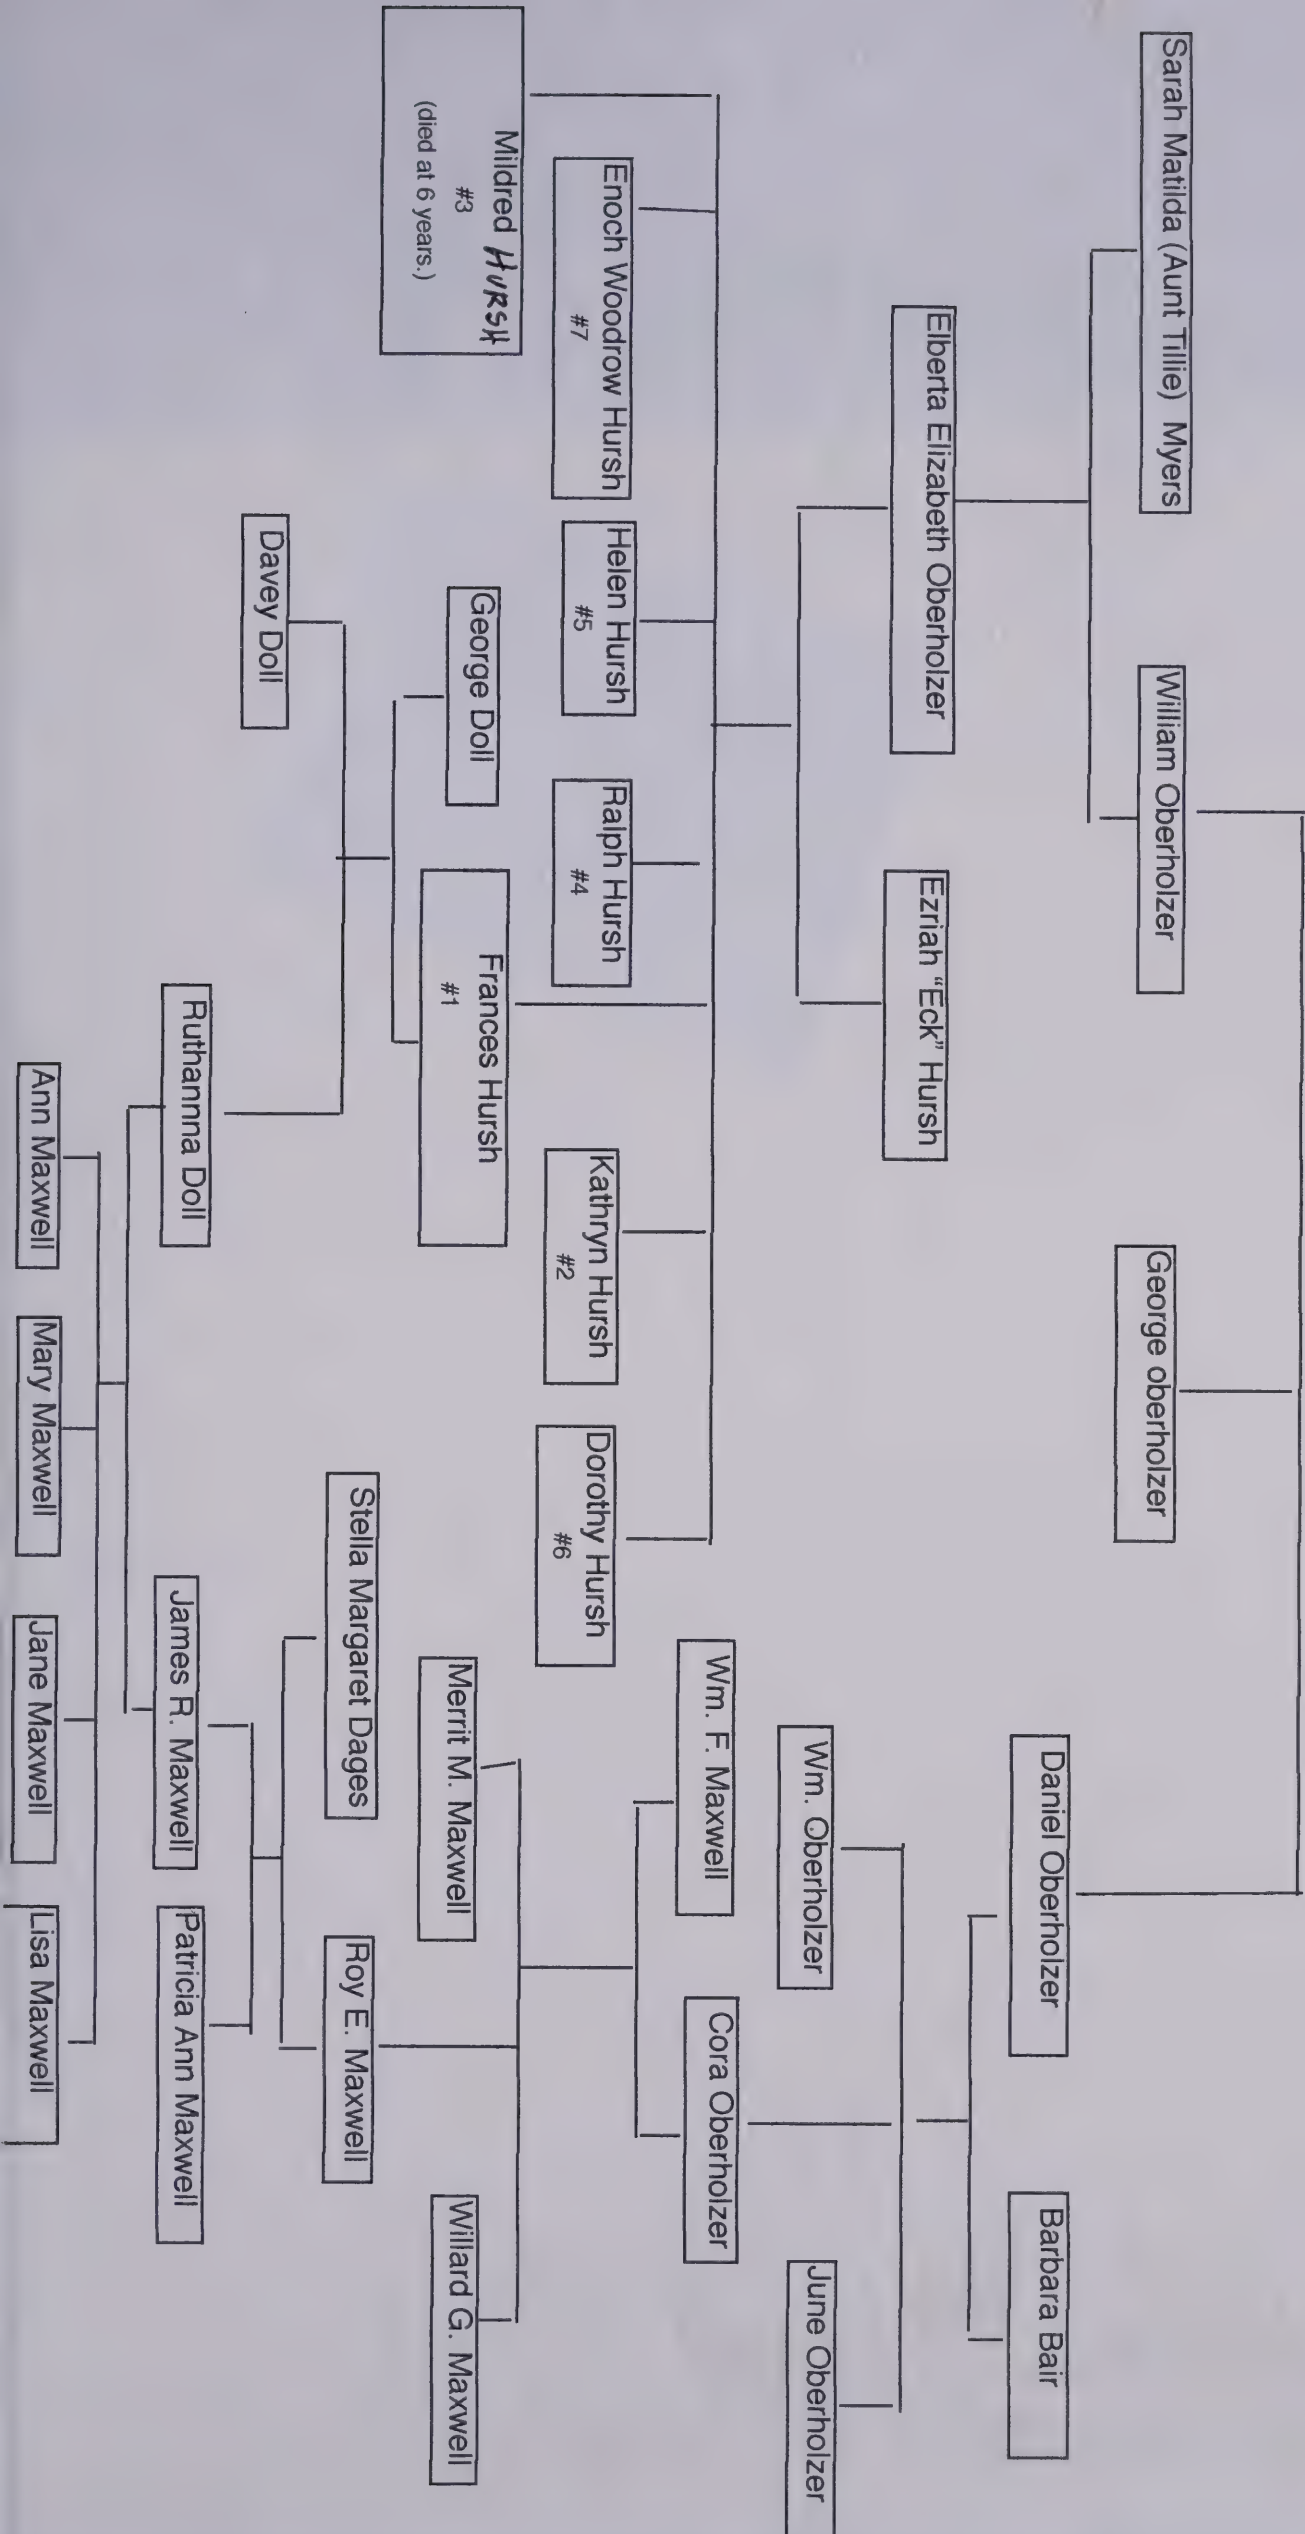 Sarah Matilda (Aunt Tillie) Myers
William Oberholzer
George oberholzer
Daniel Oberholzer
Barbara Bair
Elberta Elizabeth Oberholzer
Ezriah “Eck” Hursh
Wm. Oberholzer
June Oberholzer
Wm. F. Maxwell
Cora Oberholzer
Enoch Woodrow Hursh
#7
Helen Hursh
#5
Ralph Hursh
#4
Kathryn Hursh
#2
Dorothy Hursh
#6
Mildred HURSH
#3
(died at 6 years.)
George Doll
Frances Hursh
#1
Merrit M. Maxwell
Willard G. Maxwell
Stella Margaret Dages
Roy E. Maxwell
Davey Doll
Ruthannna Doll
James R. Maxwell
Patricia Ann Maxwell
Ann Maxwell
Mary Maxwell
Jane Maxwell
Lisa Maxwell